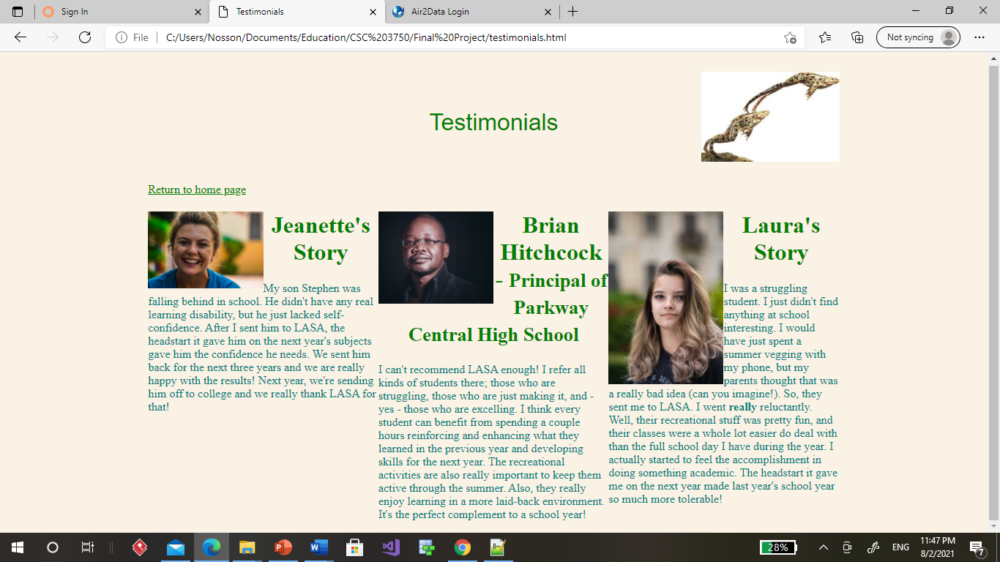 Sign In
Testimonials
Air2Data Login
File
C:/Users/Nosson/Documents/Education/CSC%203750/Final%20Project/testimonials.html
Not syncing
Testimonials
Return to home page
Jeanette's
Story
My son Stephen was
falling behind in school. He didn't have any real
learning disability, but he just lacked self-
confidence. After I sent him to LASA, the
headstart it gave him on the next year's subjects
gave him the confidence he needs. We sent him
back for the next three years and we are really
happy with the results! Next year, we're sending
him off to college and we really thank LASA for
that!
Brian
Hitchcock
- Principal of
Parkway
Central High School
I can't recommend LASA enough! I refer all
kinds of students there; those who are
struggling, those who are just making it, and -
yes - those who are excelling. I think every
student can benefit from spending a couple
hours reinforcing and enhancing what they
learned in the previous year and developing
skills for the next year. The recreational
activities are also really important to keep them
active through the summer. Also, they really
enjoy learning in a more laid-back environment.
It's the perfect complement to a school year!
Laura's
Story
I was a struggling
student. I just didn't find
anything at school
interesting. I would
have just spent a
summer vegging with
my phone, but my
parents thought that was
a really bad idea (can you imagine!). So, they
sent me to LASA. I went really reluctantly.
Well, their recreational stuff was pretty fun, and
their classes were a whole lot easier do deal with
than the full school day I have during the year. I
actually started to feel the accomplishment in
doing something academic. The headstart it gave
me on the next year made last year's school year
so much more tolerable!
28%
ENG
11:47 PM
8/2/2021
7